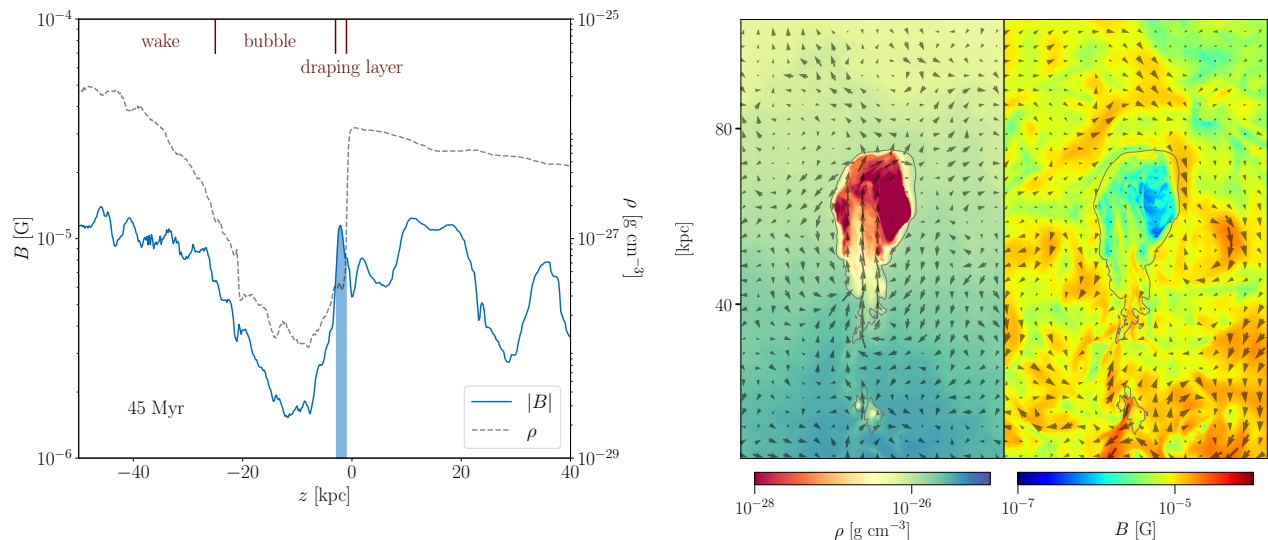 10⁻⁴
10⁻⁵
10⁻⁶
B [G]
wake
bubble
draping layer
45 Myr
|B|
ρ
−40
−20
0
20
40
z [kpc]
10⁻²⁵
10⁻²⁷
10⁻²⁹
ρ [g cm⁻³]
80
40
[kpc]
10⁻²⁸
10⁻²⁶
ρ [g cm⁻³]
10⁻⁷
10⁻⁵
B [G]